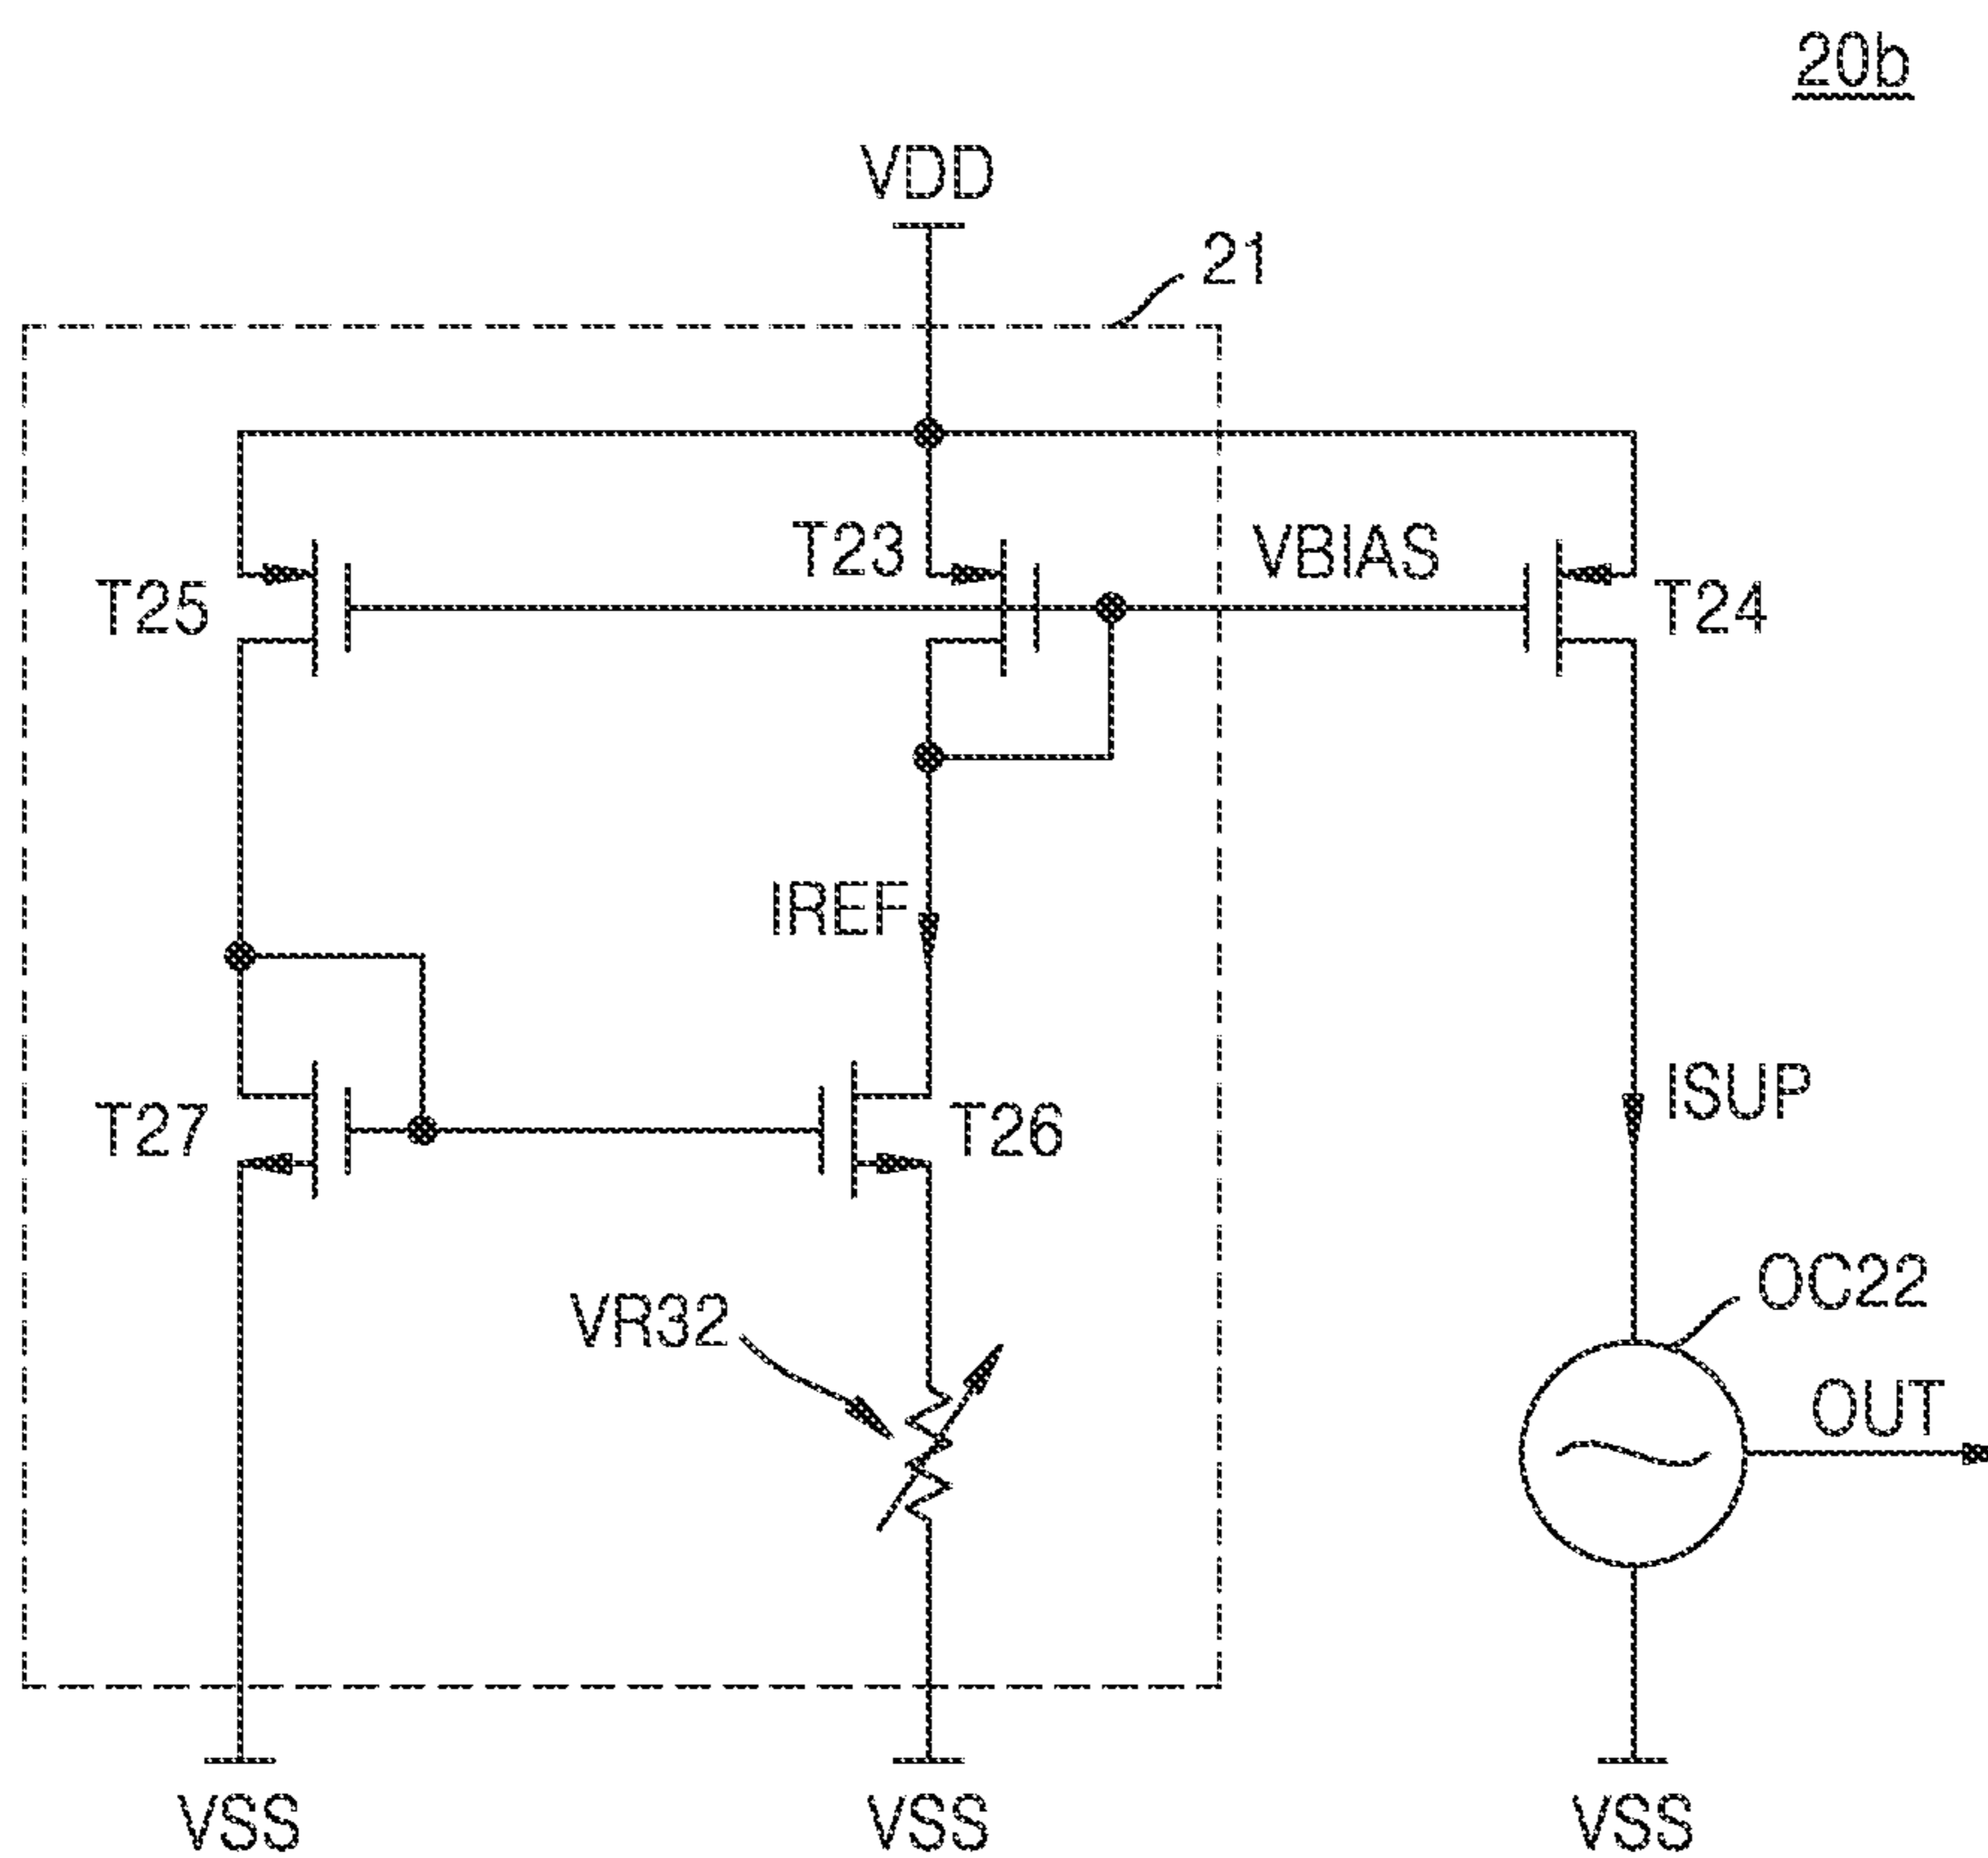 20b
VDD
21
T23
VBIAS
T25
T24
IREF
ISUP
T27
T26
OC22
VR32
OUT
VSS
VSS
VSS